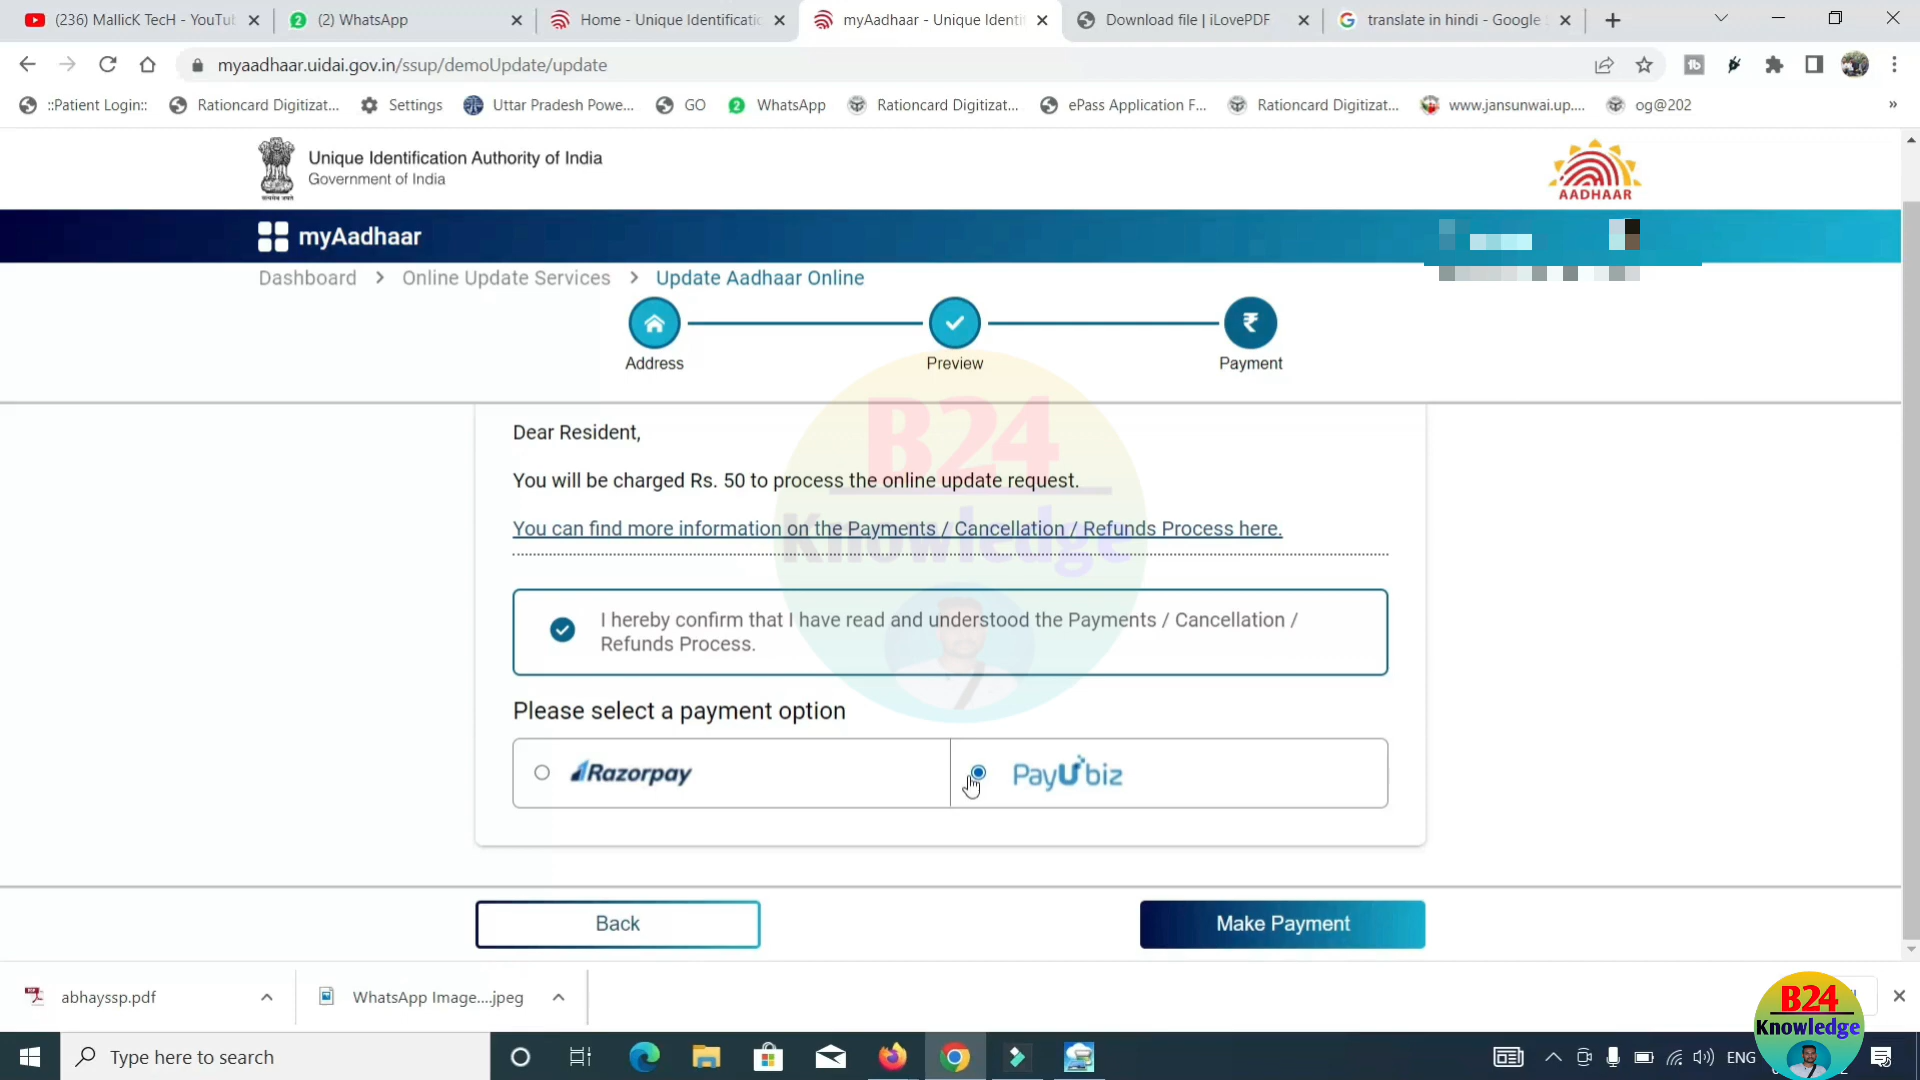 (236) MallicK TecH - YouTu
(2) WhatsApp
Home - Unique Identificatio
myAadhaar - Unique Identif
Download file | iLovePDF
translate in hindi - Google
myaadhaar.uidai.gov.in/ssup/demoUpdate/update
::Patient Login::
Rationcard Digitizat...
Settings
Uttar Pradesh Powe...
GO
WhatsApp
Rationcard Digitizat...
ePass Application F...
Rationcard Digitizat...
www.jansunwai.up....
og@202
»
Unique Identification Authority of India
Government of India
AADHAAR
myAadhaar
Dashboard > Online Update Services > Update Aadhaar Online
Address
Preview
₹
Payment
Dear Resident,
You will be charged Rs. 50 to process the online update request.
You can find more information on the Payments / Cancellation / Refunds Process here.
I hereby confirm that I have read and understood the Payments / Cancellation /
Refunds Process.
Please select a payment option
Razorpay
PayUbiz
B24
Knowledge
Back
Make Payment
abhayssp.pdf
WhatsApp Image....jpeg
B24
Knowledge
Type here to search
ENG